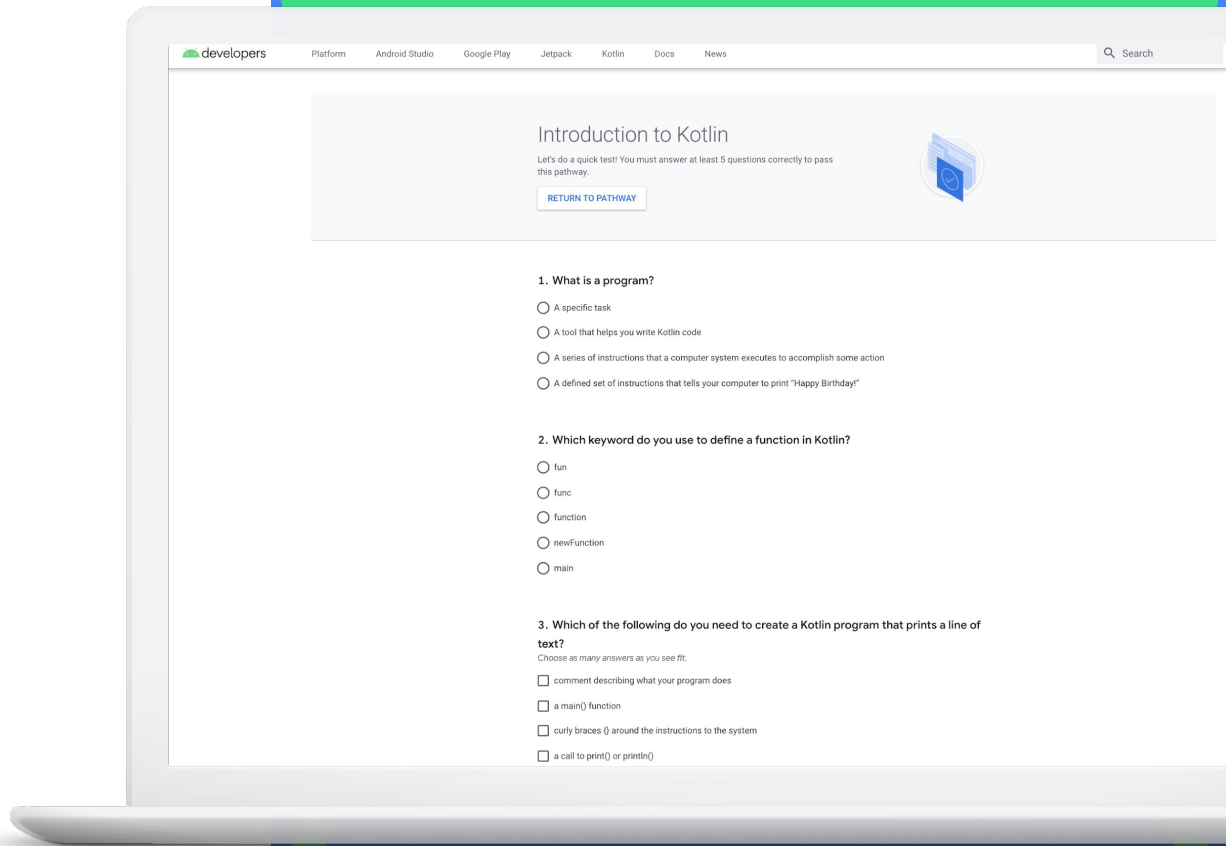 developers Platform Android Studio Google Play Jetpack Kotlin Docs News Search
Introduction to Kotlin
Let's do a quick test! You must answer at least 5 questions correctly to pass
this pathway.
RETURN TO PATHWAY
1. What is a program?
A specific task
A tool that helps you write Kotlin code
A series of instructions that a computer system executes to accomplish some action
A defined set of instructions that tells your computer to print "Happy Birthday!"
2. Which keyword do you use to define a function in Kotlin?
fun
func
function
newFunction
main
3. Which of the following do you need to create a Kotlin program that prints a line of
text?
Choose as many answers as you see fit.
comment describing what your program does
a main() function
curly braces {} around the instructions to the system
a call to print() or println()